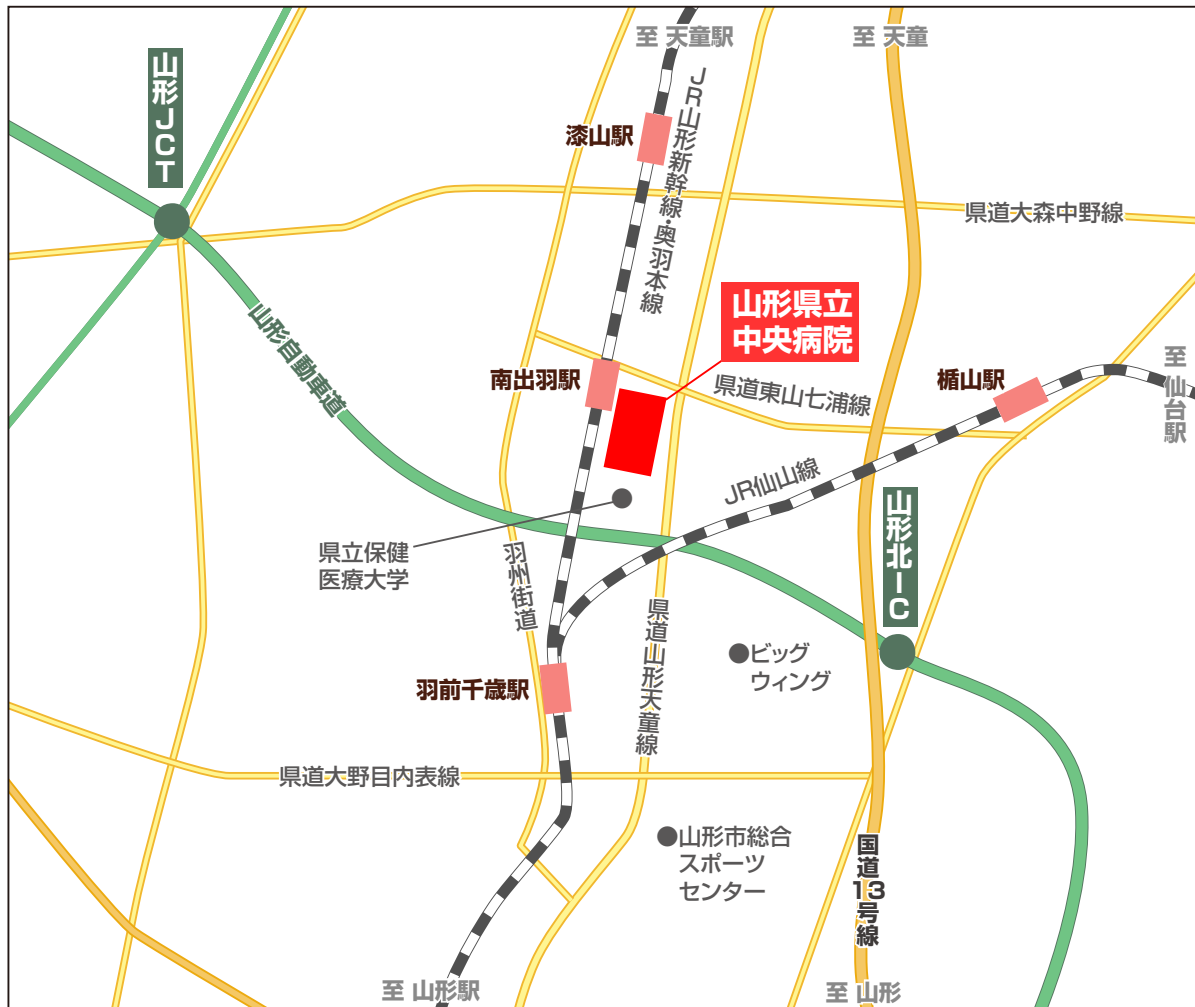 至 天童駅
至 天童
山形JCT
漆山駅
JR山形新幹線・奥羽本線
県道大森中野線
山形県立
中央病院
山形自動車道
南出羽駅
県道東山七浦線
楯山駅
至 仙台駅
JR仙山線
山形北IC
県立保健
医療大学
羽州街道
県道山形天童線
●ビッグ
ウィング
羽前千歳駅
県道大野目内表線
●山形市総合
スポーツ
センター
国道13号線
至 山形駅
至 山形